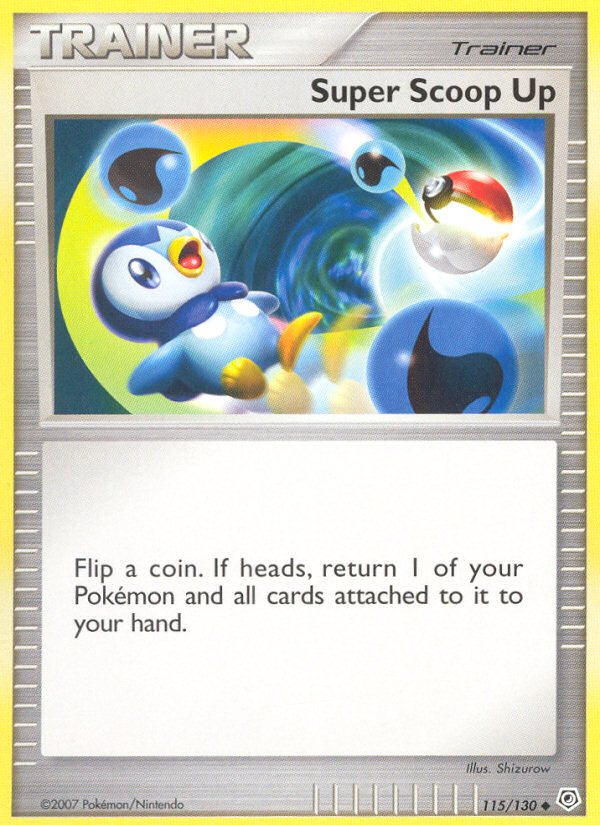 TRAINER
Trainer
Super Scoop Up
Flip a coin. If heads, return 1 of your
Pokémon and all cards attached to it to
your hand.
Illus. Shizurow
©2007 Pokémon/Nintendo
115/130